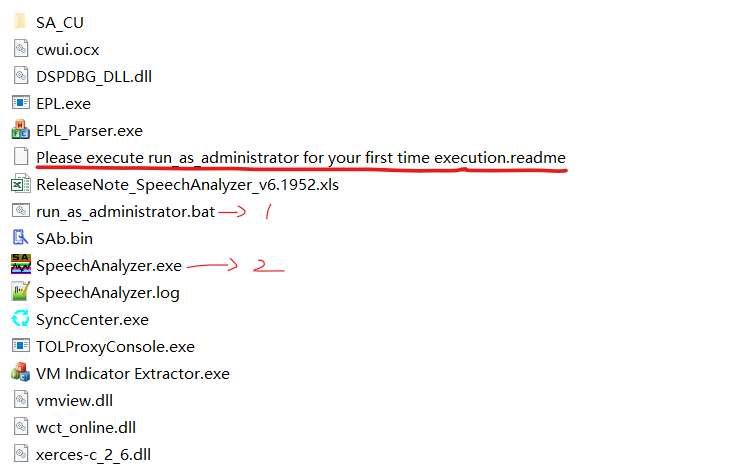 SA_CU
cwui.ocx
DSPDBG_DLL.dll
EPL.exe
EPL_Parser.exe
Please execute run_as_administrator for your first time execution.readme
ReleaseNote_SpeechAnalyzer_v6.1952.xls
run_as_administrator.bat → 1
SAb.bin
SpeechAnalyzer.exe → 2
SpeechAnalyzer.log
SyncCenter.exe
TOLProxyConsole.exe
VM Indicator Extractor.exe
vmview.dll
wct_online.dll
xerces-c_2_6.dll